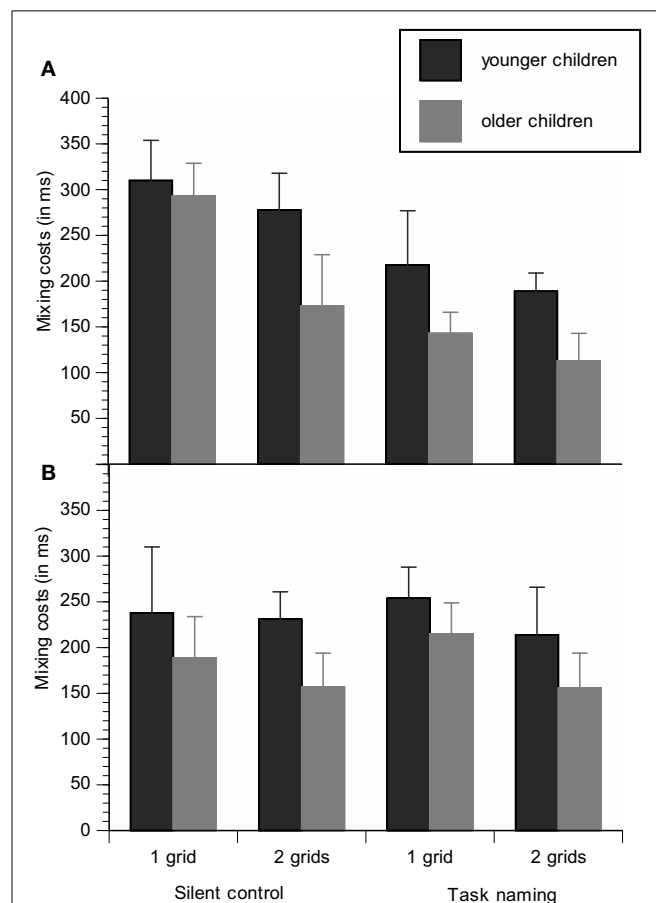 younger children
older children
A
400
350
300
250
200
150
100
50
Mixing costs (in ms)
B
350
300
250
200
150
100
50
0
Mixing costs (in ms)
1 grid 2 grids 1 grid 2 grids
Silent control Task naming